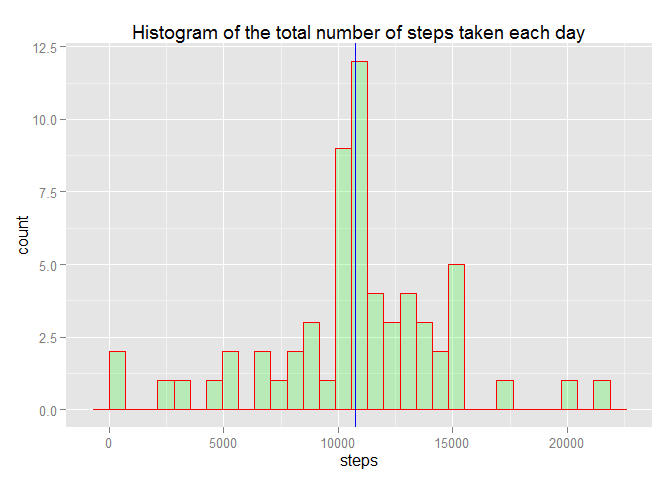 Histogram of the total number of steps taken each day
12.5
10.0
7.5
5.0
2.5
0.0
count
0 5000 10000 15000 20000
steps